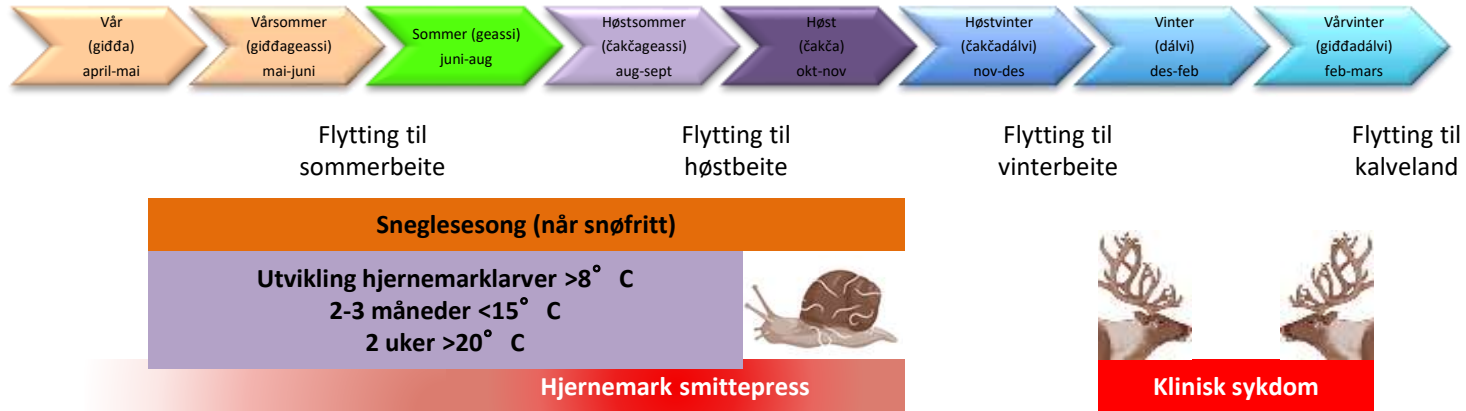 Vår
(giđđa)
april-mai
Vårsommer
(giđđageassi)
mai-juni
Sommer (geassi)
juni-aug
Høstsommer
(čakčageassi)
aug-sept
Høst
(čakča)
okt-nov
Høstvinter
(čakčadálvi)
nov-des
Vinter
(dálvi)
des-feb
Vårvinter
(giđđadálvi)
feb-mars
Flytting til
sommerbeite
Flytting til
høstbeite
Flytting til
vinterbeite
Flytting til
kalveland
Sneglesesong (når snøfritt)
Utvikling hjernemarklarver >8° C
2-3 måneder <15° C
2 uker >20° C
Hjernemark smittepress
Klinisk sykdom